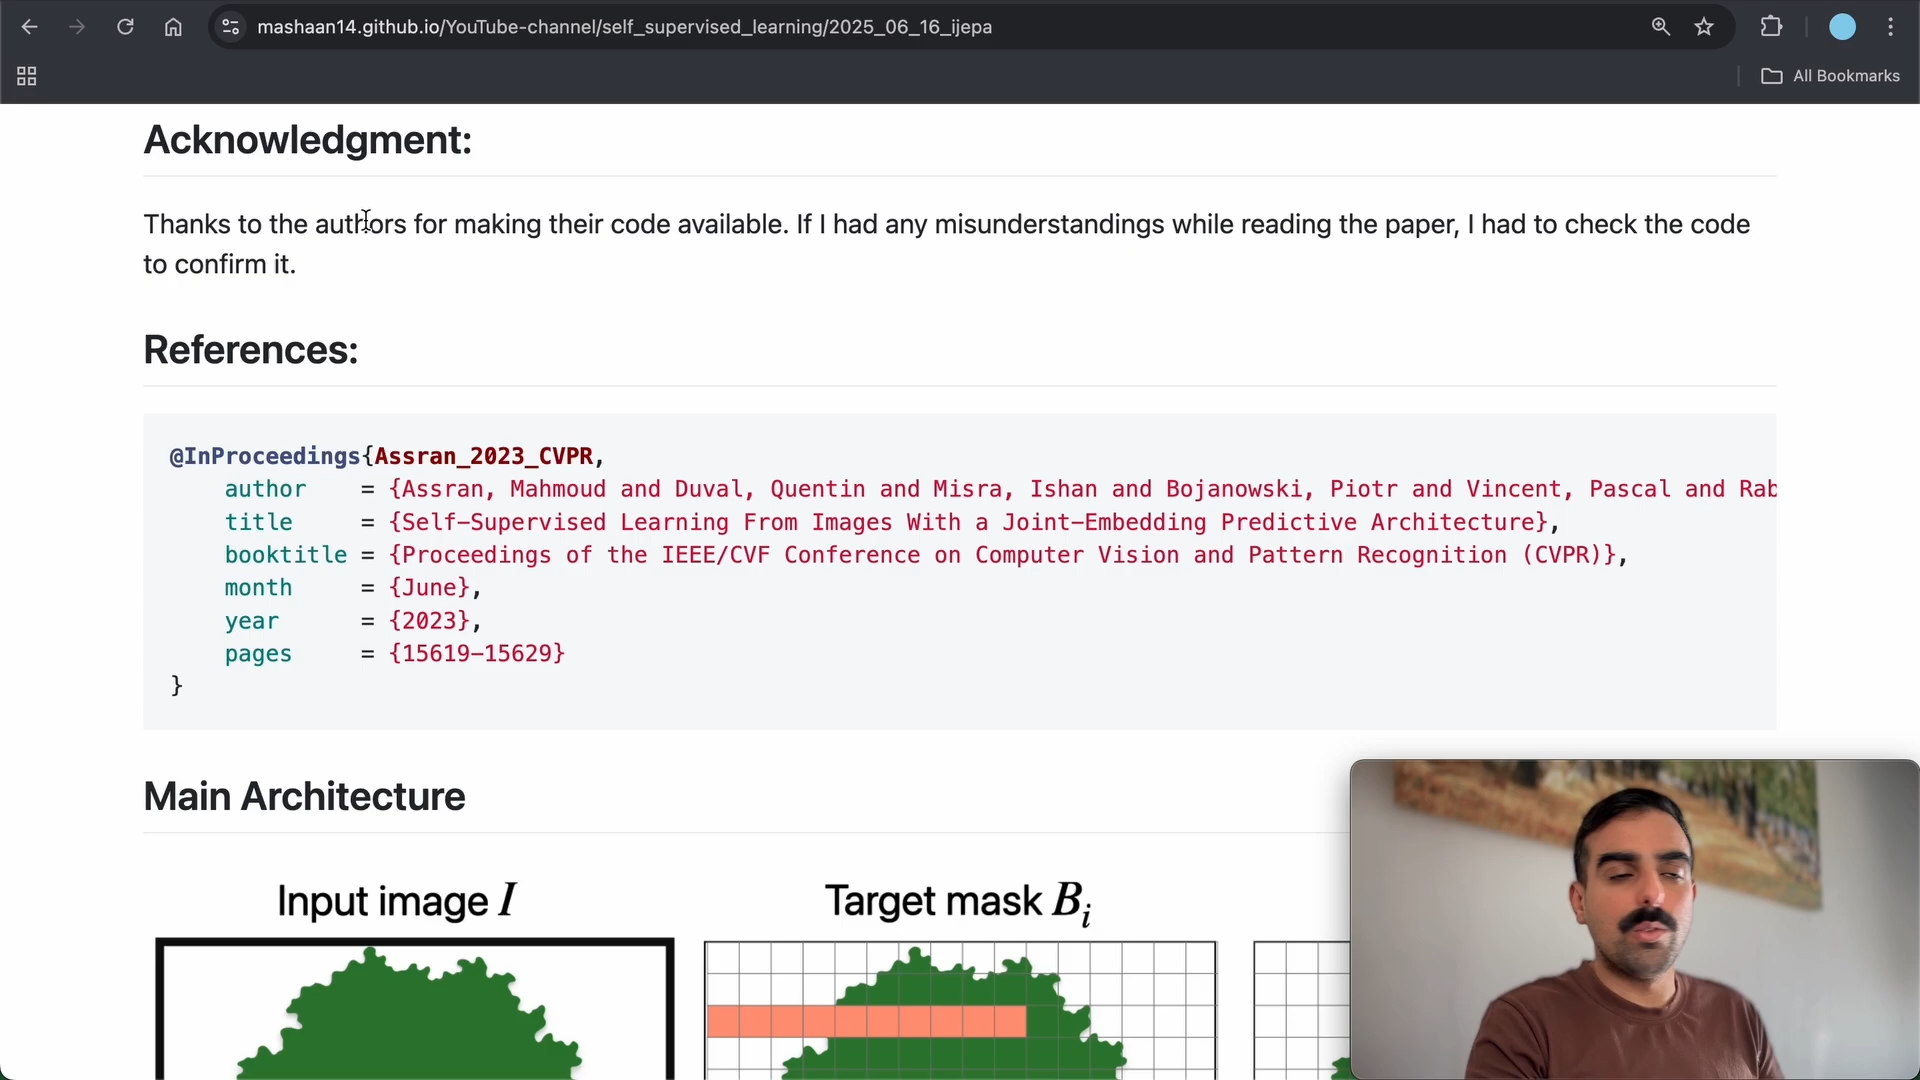 mashaan14.github.io/YouTube-channel/self_supervised_learning/2025_06_16_ijepa
All Bookmarks
Acknowledgment:
Thanks to the authors for making their code available. If I had any misunderstandings while reading the paper, I had to check the code
to confirm it.
References:
@InProceedings{Assran_2023_CVPR,
author = {Assran, Mahmoud and Duval, Quentin and Misra, Ishan and Bojanowski, Piotr and Vincent, Pascal and Rab
title = {Self-Supervised Learning From Images With a Joint-Embedding Predictive Architecture},
booktitle = {Proceedings of the IEEE/CVF Conference on Computer Vision and Pattern Recognition (CVPR)},
month = {June},
year = {2023},
pages = {15619-15629}
}
Main Architecture
Input image I
Target mask Bi